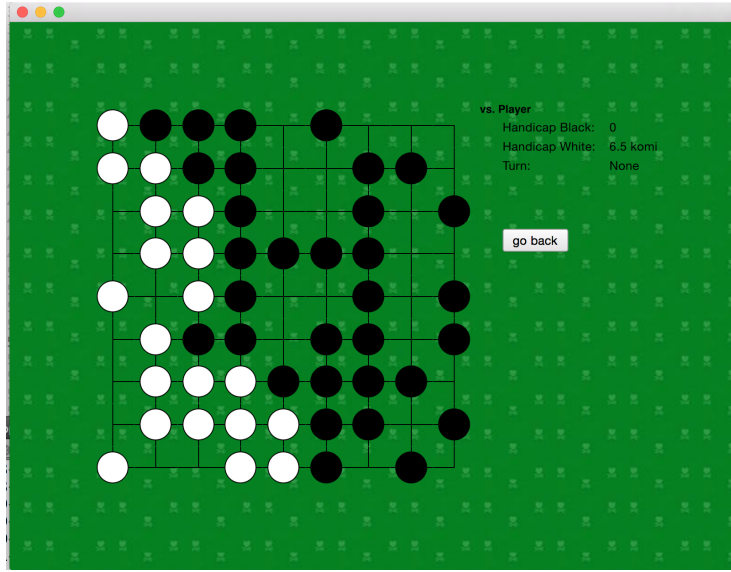 vs. Player
Handicap Black: 0
Handicap White: 6.5 komi
Turn: None
go back